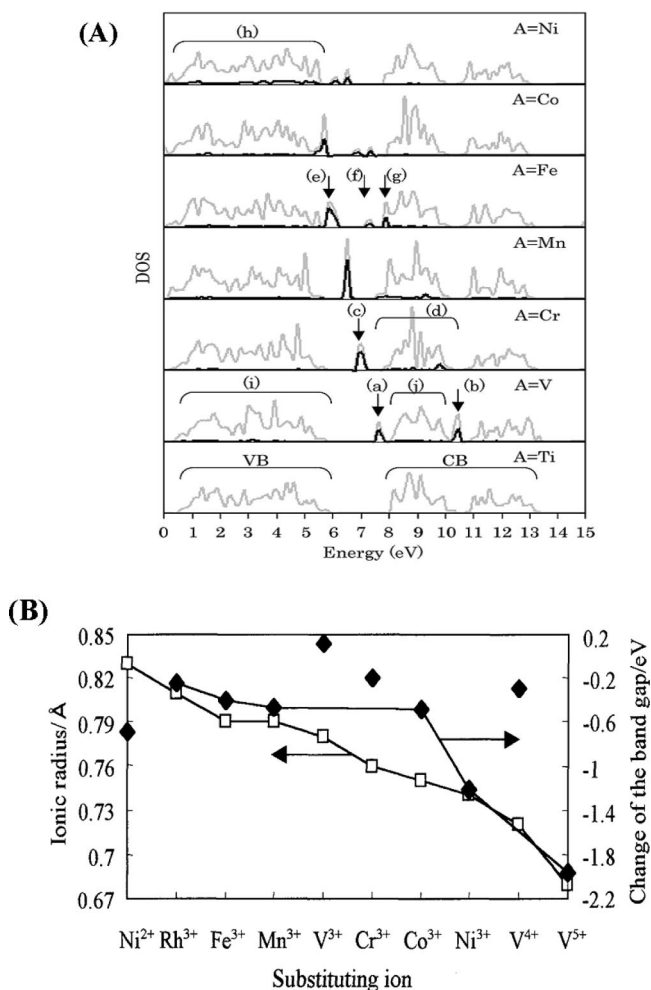 (A)
(h)
A=Ni
A=Co
(e)
(f)
(g)
A=Fe
A=Mn
(c)
(d)
A=Cr
(i)
(a)
(j)
(b)
A=V
VB
CB
A=Ti
DOS
0 1 2 3 4 5 6 7 8 9 10 11 12 13 14 15
Energy (eV)
(B)
0.85
0.82
0.79
0.76
0.73
0.7
0.67
Ionic radius/ Å
0.2
-0.2
-0.6
-1
-1.4
-1.8
-2.2
Change of the band gap/eV
Ni²⁺ Rh³⁺ Fe³⁺ Mn³⁺ V³⁺ Cr³⁺ Co³⁺ Ni³⁺ V⁴⁺ V⁵⁺
Substituting ion